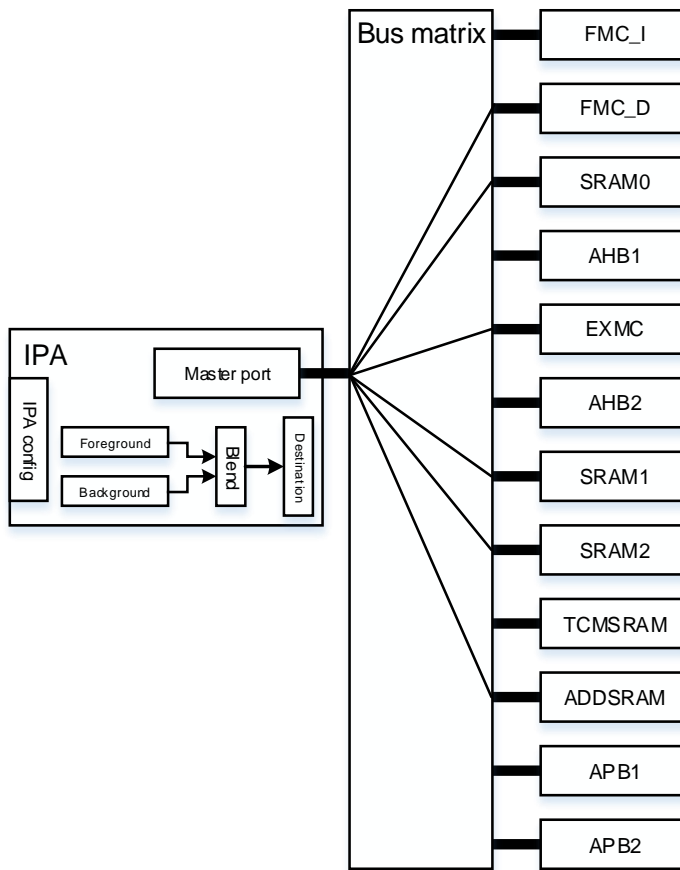 Bus matrix
FMC_I
FMC_D
SRAM0
AHB1
EXMC
AHB2
SRAM1
SRAM2
TCMSRAM
ADDSRAM
APB1
APB2
IPA
Master port
IPA config
Foreground
Background
Blend
Destination